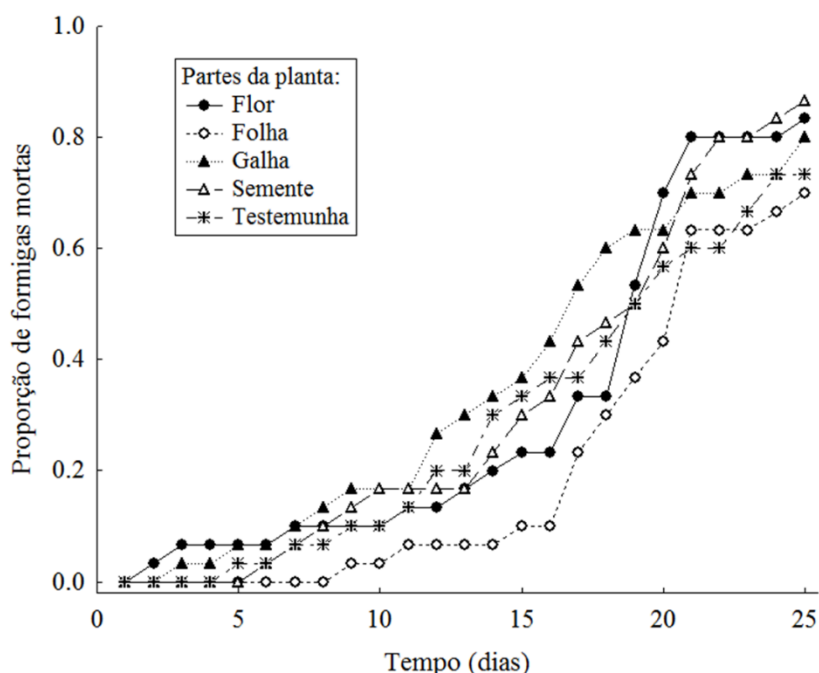 Proporção de formigas mortas
1.0
0.8
0.6
0.4
0.2
0.0
Partes da planta:
Flor
Folha
Galha
Semente
Testemunha
0 5 10 15 20 25
Tempo (dias)